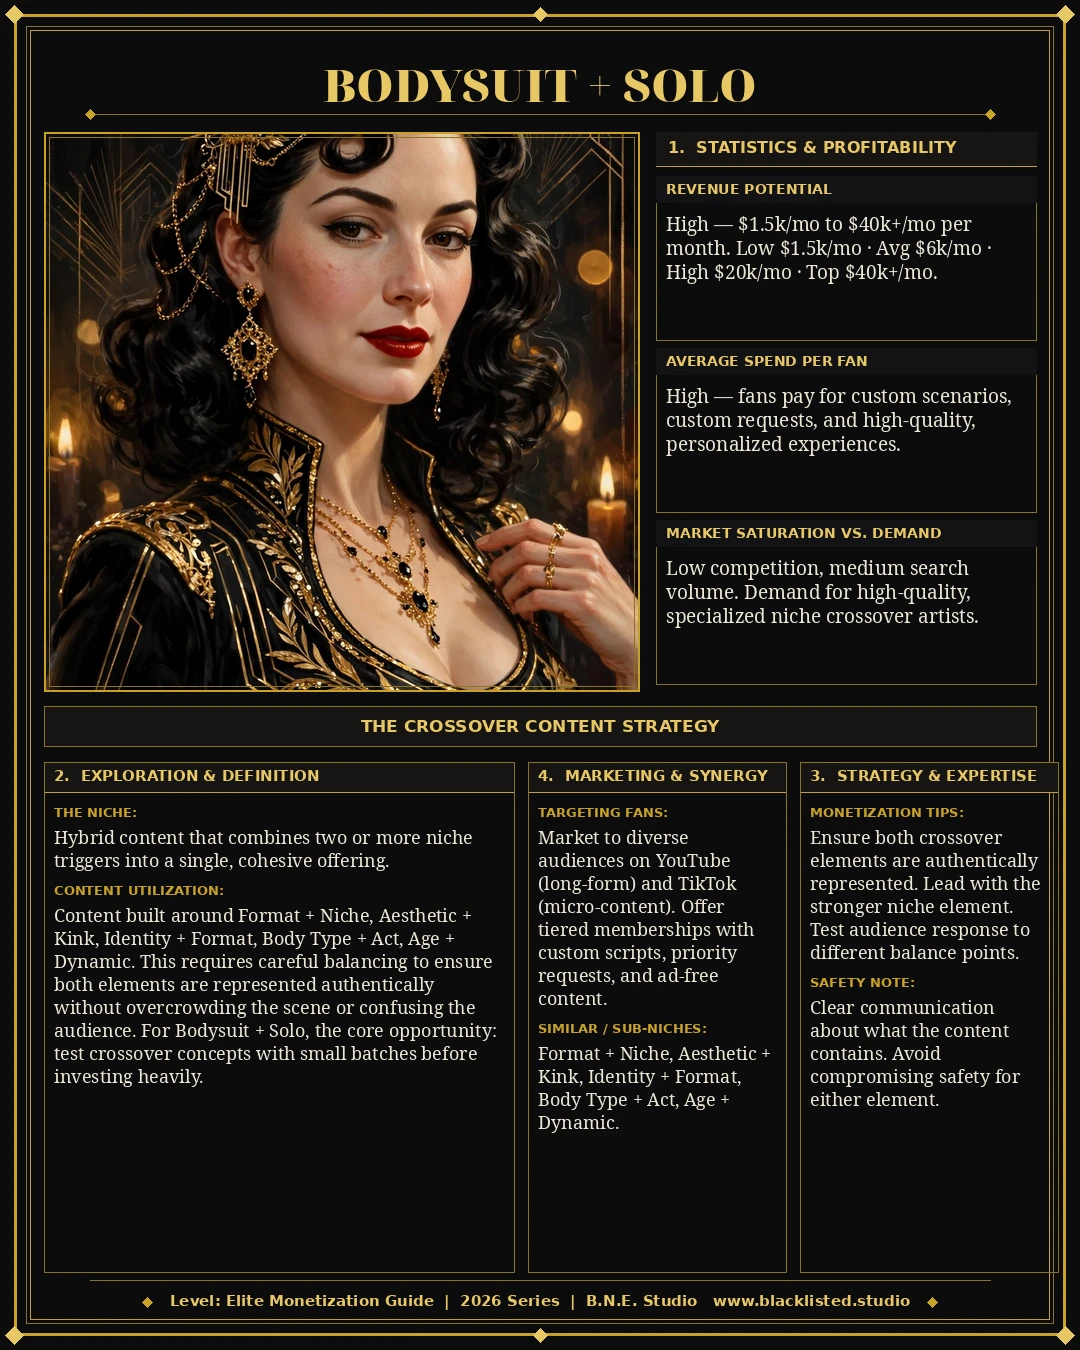 BODYSUIT + SOLO
1. STATISTICS & PROFITABILITY
REVENUE POTENTIAL
High — $1.5k/mo to $40k+/mo per
month. Low $1.5k/mo · Avg $6k/mo ·
High $20k/mo · Top $40k+/mo.
AVERAGE SPEND PER FAN
High — fans pay for custom scenarios,
custom requests, and high-quality,
personalized experiences.
MARKET SATURATION VS. DEMAND
Low competition, medium search
volume. Demand for high-quality,
specialized niche crossover artists.
THE CROSSOVER CONTENT STRATEGY
2. EXPLORATION & DEFINITION
THE NICHE:
Hybrid content that combines two or more niche
triggers into a single, cohesive offering.
CONTENT UTILIZATION:
Content built around Format + Niche, Aesthetic +
Kink, Identity + Format, Body Type + Act, Age +
Dynamic. This requires careful balancing to ensure
both elements are represented authentically
without overcrowding the scene or confusing the
audience. For Bodysuit + Solo, the core opportunity:
test crossover concepts with small batches before
investing heavily.
4. MARKETING & SYNERGY
TARGETING FANS:
Market to diverse
audiences on YouTube
(long-form) and TikTok
(micro-content). Offer
tiered memberships with
custom scripts, priority
requests, and ad-free
content.
SIMILAR / SUB-NICHES:
Format + Niche, Aesthetic +
Kink, Identity + Format,
Body Type + Act, Age +
Dynamic.
3. STRATEGY & EXPERTISE
MONETIZATION TIPS:
Ensure both crossover
elements are authentically
represented. Lead with the
stronger niche element.
Test audience response to
different balance points.
SAFETY NOTE:
Clear communication
about what the content
contains. Avoid
compromising safety for
either element.
Level: Elite Monetization Guide | 2026 Series | B.N.E. Studio www.blacklisted.studio